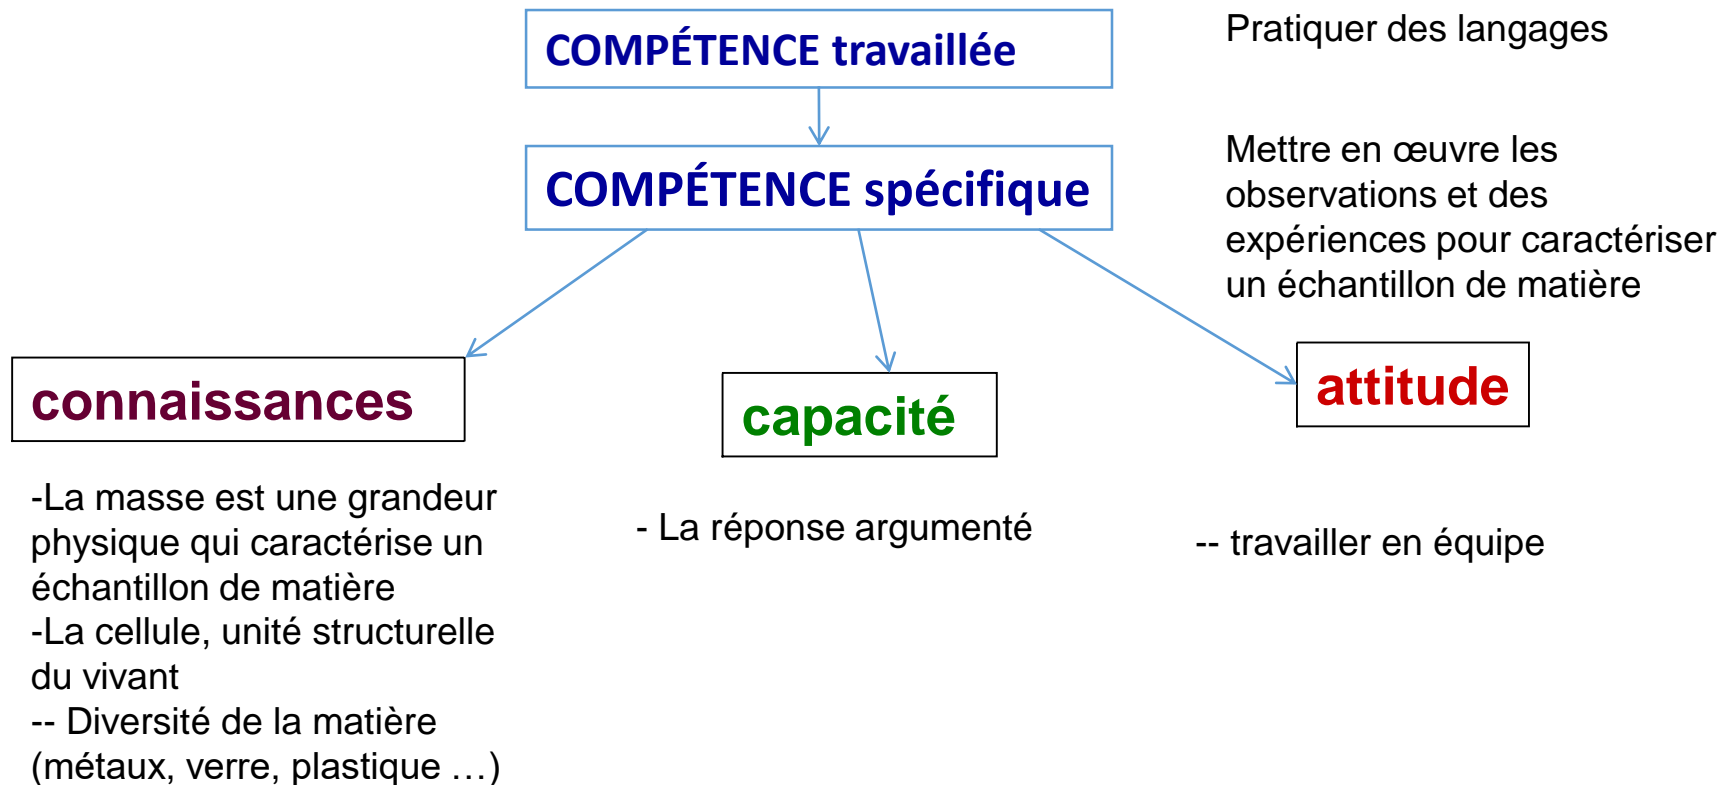 COMPÉTENCE travaillée
Pratiquer des langages
COMPÉTENCE spécifique
Mettre en œuvre les
observations et des
expériences pour caractériser
un échantillon de matière
connaissances
-La masse est une grandeur
physique qui caractérise un
échantillon de matière
-La cellule, unité structurelle
du vivant
-- Diversité de la matière
(métaux, verre, plastique …)
capacité
- La réponse argumenté
attitude
-- travailler en équipe